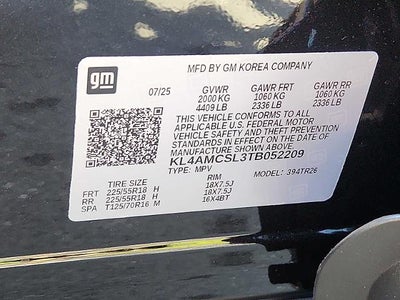 gm
MFD BY GM KOREA COMPANY
07/25 GVWR GAWR FRT GAWR RR
2000 KG 1060 KG 1060 KG
4409 LB 2336 LB 2336 LB
THIS VEHICLE CONFORMS TO ALL
APPLICABLE U.S. FEDERAL MOTOR
VEHICLE SAFETY AND THEFT PREVENTION
STANDARDS IN EFFECT ON THE DATE OF
MANUFACTURE SHOWN ABOVE.
KL4AMCSL3TB052209
TYPE: MPV MODEL: 394TR26
TIRE SIZE RIM
FRT 225/55R18 H 18X7.5J
RR 225/55R18 H 18X7.5J
SPA T125/70R16 M 16X4BT